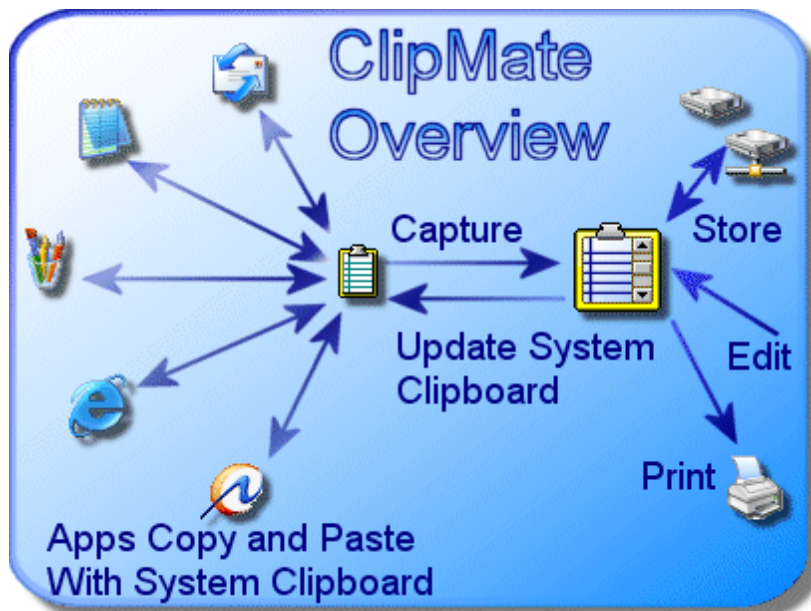 ClipMate
Overview
Capture
Store
Update System
Clipboard
Edit
Print
Apps Copy and Paste
With System Clipboard